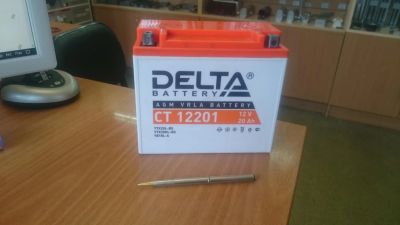 DELTA®
BATTERY
AGM VRLA BATTERY
CT 12201
12 V
20 Ah